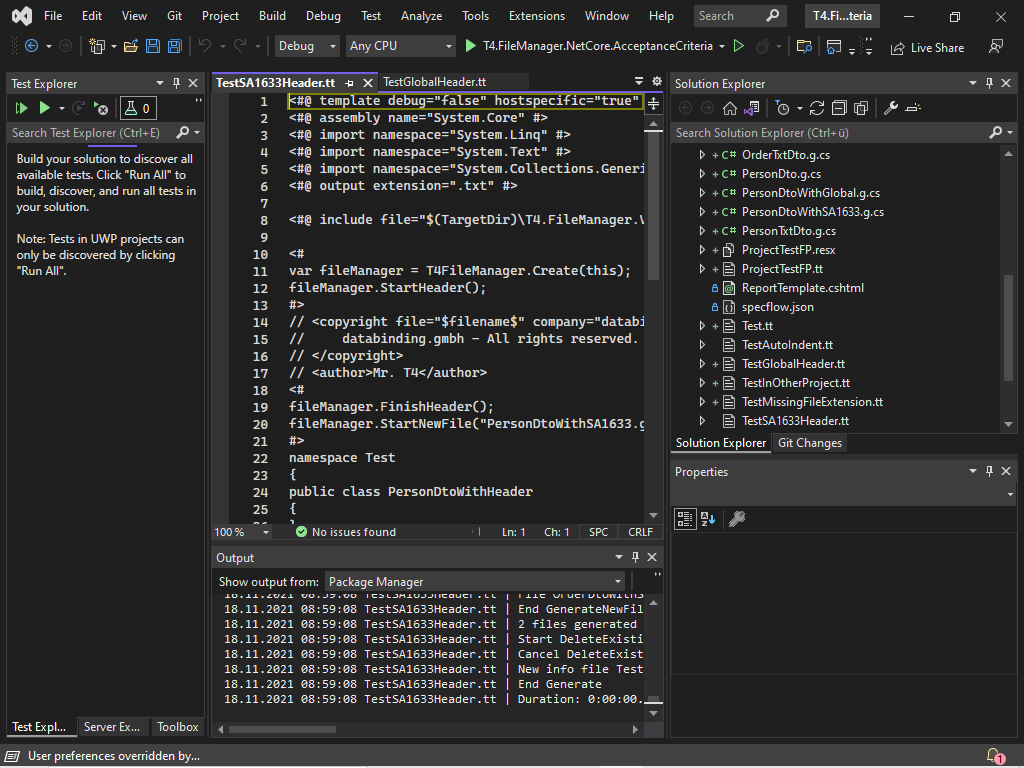 File Edit View Git Project Build Debug Test Analyze Tools Extensions Window Help Search T4.Fi...teria
Debug Any CPU T4.FileManager.NetCore.AcceptanceCriteria Live Share
Test Explorer
0
Search Test Explorer (Ctrl+E)
Build your solution to discover all
available tests. Click "Run All" to
build, discover, and run all tests in
your solution.
Note: Tests in UWP projects can
only be discovered by clicking
"Run All".
Test Expl... Server Ex... Toolbox
TestSA1633Header.tt TestGlobalHeader.tt
1 <#@ template debug="false" hostspecific="true"
2 <#@ assembly name="System.Core" #>
3 <#@ import namespace="System.Linq" #>
4 <#@ import namespace="System.Text" #>
5 <#@ import namespace="System.Collections.Generi
6 <#@ output extension=".txt" #>
7
8 <#@ include file="$(TargetDir)\T4.FileManager.V
9
10 <#
11 var fileManager = T4FileManager.Create(this);
12 fileManager.StartHeader();
13 #>
14 // <copyright file="$filename$" company="databi
15 // databinding.gmbh - All rights reserved.
16 // </copyright>
17 // <author>Mr. T4</author>
18 <#
19 fileManager.FinishHeader();
20 fileManager.StartNewFile("PersonDtoWithSA1633.g
21 #>
22 namespace Test
23 {
24 public class PersonDtoWithHeader
25 {
100 % No issues found Ln: 1 Ch: 1 SPC CRLF
Output
Show output from: Package Manager
18.11.2021 08:59:08 TestSA1633Header.tt | File OrderDtoWithS
18.11.2021 08:59:08 TestSA1633Header.tt | End GenerateNewFil
18.11.2021 08:59:08 TestSA1633Header.tt | 2 files generated
18.11.2021 08:59:08 TestSA1633Header.tt | Start DeleteExisti
18.11.2021 08:59:08 TestSA1633Header.tt | Cancel DeleteExist
18.11.2021 08:59:08 TestSA1633Header.tt | New info file Test
18.11.2021 08:59:08 TestSA1633Header.tt | End Generate
18.11.2021 08:59:08 TestSA1633Header.tt | Duration: 0:00:00.
Solution Explorer
Search Solution Explorer (Ctrl+ü)
C# OrderTxtDto.g.cs
C# PersonDto.g.cs
C# PersonDtoWithGlobal.g.cs
C# PersonDtoWithSA1633.g.cs
C# PersonTxtDto.g.cs
ProjectTestFP.resx
ProjectTestFP.tt
ReportTemplate.cshtml
specflow.json
Test.tt
TestAutoIndent.tt
TestGlobalHeader.tt
TestInOtherProject.tt
TestMissingFileExtension.tt
TestSA1633Header.tt
Solution Explorer Git Changes
Properties
User preferences overridden by...
1